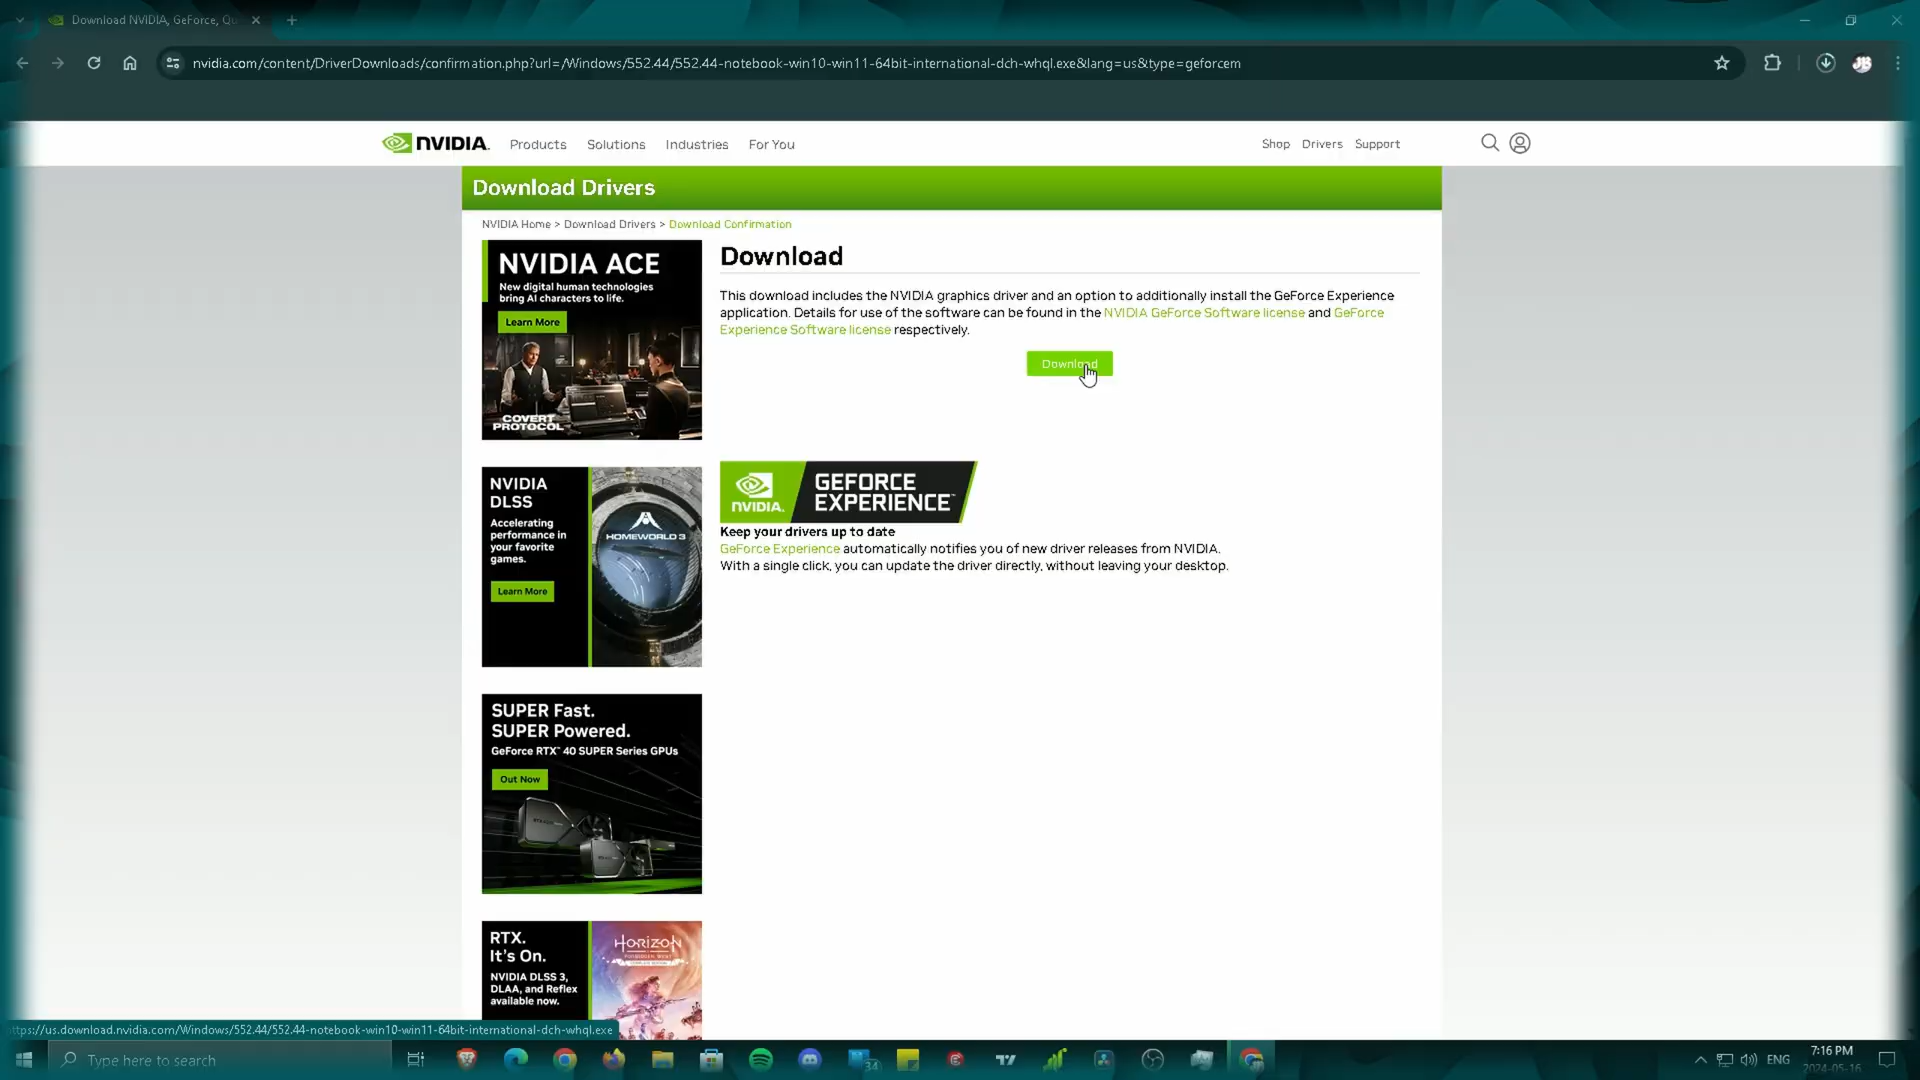 Download NVIDIA, GeForce, Qu
nvidia.com/content/DriverDownloads/confirmation.php?url=/Windows/552.44/552.44-notebook-win10-win11-64bit-international-dch-whql.exe&lang=us&type=geforcem
NVIDIA. Products Solutions Industries For You Shop Drivers Support
Download Drivers
NVIDIA Home > Download Drivers > Download Confirmation
NVIDIA ACE
New digital human technologies
bring AI characters to life.
Learn More
COVERT
PROTOCOL
Download
This download includes the NVIDIA graphics driver and an option to additionally install the GeForce Experience
application. Details for use of the software can be found in the NVIDIA GeForce Software license and GeForce
Experience Software license respectively.
Download
NVIDIA
DLSS
Accelerating
performance in
your favorite
games.
Learn More
HOMEWORLD 3
NVIDIA.
GEFORCE
EXPERIENCE™
Keep your drivers up to date
GeForce Experience automatically notifies you of new driver releases from NVIDIA.
With a single click, you can update the driver directly, without leaving your desktop.
SUPER Fast.
SUPER Powered.
GeForce RTX™ 40 SUPER Series GPUs
Out Now
RTX.
It's On.
NVIDIA DLSS 3,
DLAA, and Reflex
available now.
HORIZON
FORBIDDEN WEST
ttps://us.download.nvidia.com/Windows/552.44/552.44-notebook-win10-win11-64bit-international-dch-whql.exe
Type here to search
34
ENG
7:16 PM
2024-05-16